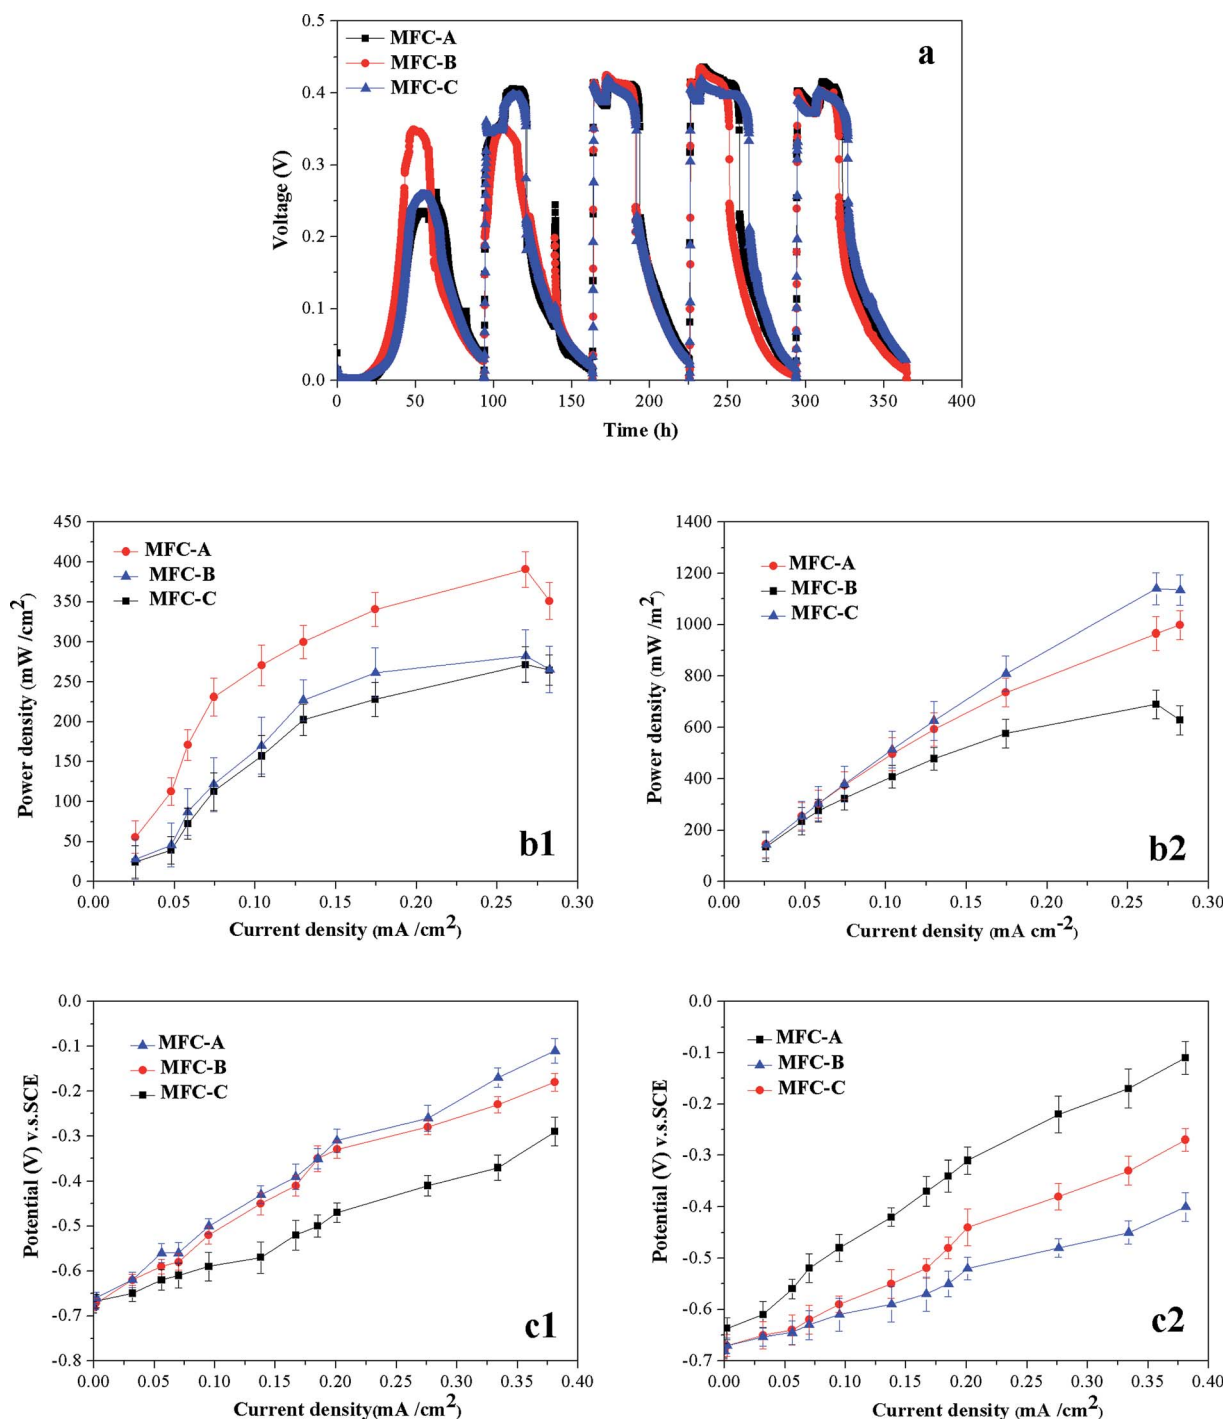 0.5
MFC-A
MFC-B
MFC-C
a
0.4
0.3
0.2
0.1
0.0
Voltage (V)
0 50 100 150 200 250 300 350 400
Time (h)
450
400
350
300
250
200
150
100
50
0
Power density (mW /cm2)
MFC-A
MFC-B
MFC-C
b1
0.00 0.05 0.10 0.15 0.20 0.25 0.30
Current density (mA /cm2)
1400
1200
1000
800
600
400
200
0
Power density (mW /m2)
MFC-A
MFC-B
MFC-C
b2
0.00 0.05 0.10 0.15 0.20 0.25 0.30
Current density (mA cm-2)
0.0
-0.1
-0.2
-0.3
-0.4
-0.5
-0.6
-0.7
-0.8
Potential (V) v.s.SCE
MFC-A
MFC-B
MFC-C
c1
0.00 0.05 0.10 0.15 0.20 0.25 0.30 0.35 0.40
Current density(mA /cm2)
0.0
-0.1
-0.2
-0.3
-0.4
-0.5
-0.6
-0.7
Potential (V) v.s.SCE
MFC-A
MFC-B
MFC-C
c2
0.00 0.05 0.10 0.15 0.20 0.25 0.30 0.35 0.40
Current density (mA /cm2)